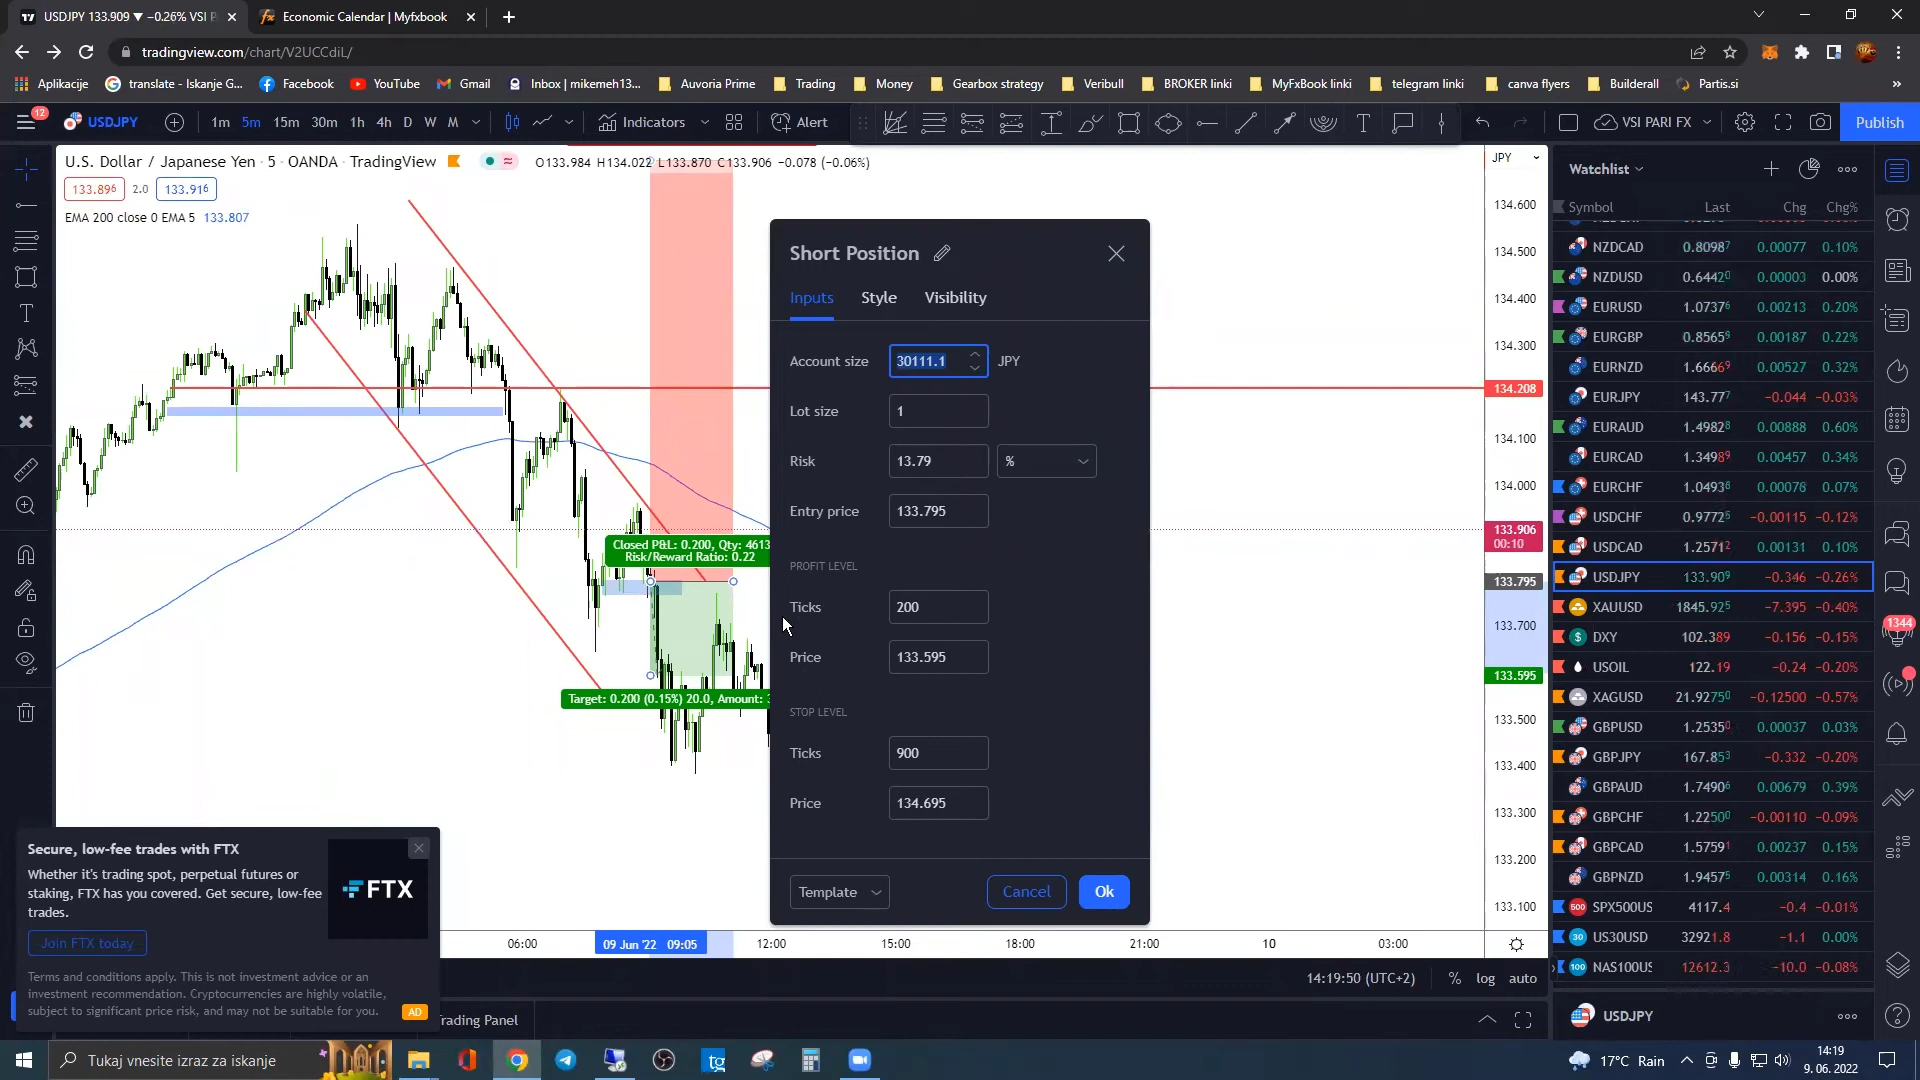 USDJPY 133.909 ▼ −0.26% VSI P
Economic Calendar | Myfxbook
tradingview.com/chart/V2UCCdiL/
Aplikacije
translate - Iskanje G...
Facebook
YouTube
Gmail
Inbox | mikemeh13...
Auvoria Prime
Trading
Money
Gearbox strategy
Veribull
BROKER linki
MyFxBook linki
telegram linki
canva flyers
Builderall
Partis.si
12
USDJPY
1m 5m 15m 30m 1h 4h D W M
Indicators
Alert
VSI PARI FX
Publish
U.S. Dollar / Japanese Yen · 5 · OANDA · TradingView
O133.984 H134.022 L133.870 C133.906 −0.078 (−0.06%)
133.896 2.0 133.916
EMA 200 close 0 EMA 5 133.807
JPY
134.600
134.500
134.400
134.300
134.208
134.100
134.000
133.906
00:10
133.795
133.700
133.595
133.500
133.400
133.300
133.200
133.100
Closed P&L: 0.200, Qty: 4613
Risk/Reward Ratio: 0.22
Target: 0.200 (0.15%) 20.0, Amount:
Short Position
Inputs Style Visibility
Account size 30111.1 JPY
Lot size 1
Risk 13.79 %
Entry price 133.795
PROFIT LEVEL
Ticks 200
Price 133.595
STOP LEVEL
Ticks 900
Price 134.695
Template Cancel Ok
Watchlist
Symbol Last Chg Chg%
NZDCAD 0.80987 0.00077 0.10%
NZDUSD 0.64420 0.00003 0.00%
EURUSD 1.07376 0.00213 0.20%
EURGBP 0.85659 0.00187 0.22%
EURNZD 1.66669 0.00527 0.32%
EURJPY 143.777 −0.044 −0.03%
EURAUD 1.49828 0.00888 0.60%
EURCAD 1.34989 0.00457 0.34%
EURCHF 1.04938 0.00078 0.07%
USDCHF 0.97725 −0.00115 −0.12%
USDCAD 1.25712 0.00131 0.10%
USDJPY 133.909 −0.346 −0.26%
XAUUSD 1845.925 −7.395 −0.40%
DXY 102.389 −0.156 −0.15%
USOIL 122.19 −0.24 −0.20%
XAGUSD 21.92750 −0.12500 −0.57%
GBPUSD 1.25350 0.00037 0.03%
GBPJPY 167.853 −0.332 −0.20%
GBPAUD 1.74906 0.00679 0.39%
GBPCHF 1.22500 −0.00110 −0.09%
GBPCAD 1.57591 0.00237 0.15%
GBPNZD 1.94575 0.00314 0.16%
500 SPX500US 4117.4 −0.4 −0.01%
30 US30USD 32921.8 −1.1 0.00%
100 NAS100US 12612.3 −10.0 −0.08%
USDJPY
1344
Secure, low-fee trades with FTX
Whether it's trading spot, perpetual futures or
staking, FTX has you covered. Get secure, low-fee
trades.
FTX
Join FTX today
Terms and conditions apply. This is not investment advice or an
investment recommendation. Cryptocurrencies are highly volatile,
subject to significant price risk, and may not be suitable for you.
AD
06:00
09 Jun '22 09:05
12:00
15:00
18:00
21:00
10
03:00
14:19:50 (UTC+2) % log auto
rading Panel
Tukaj vnesite izraz za iskanje
tg
17°C Rain
14:19
9. 06. 2022